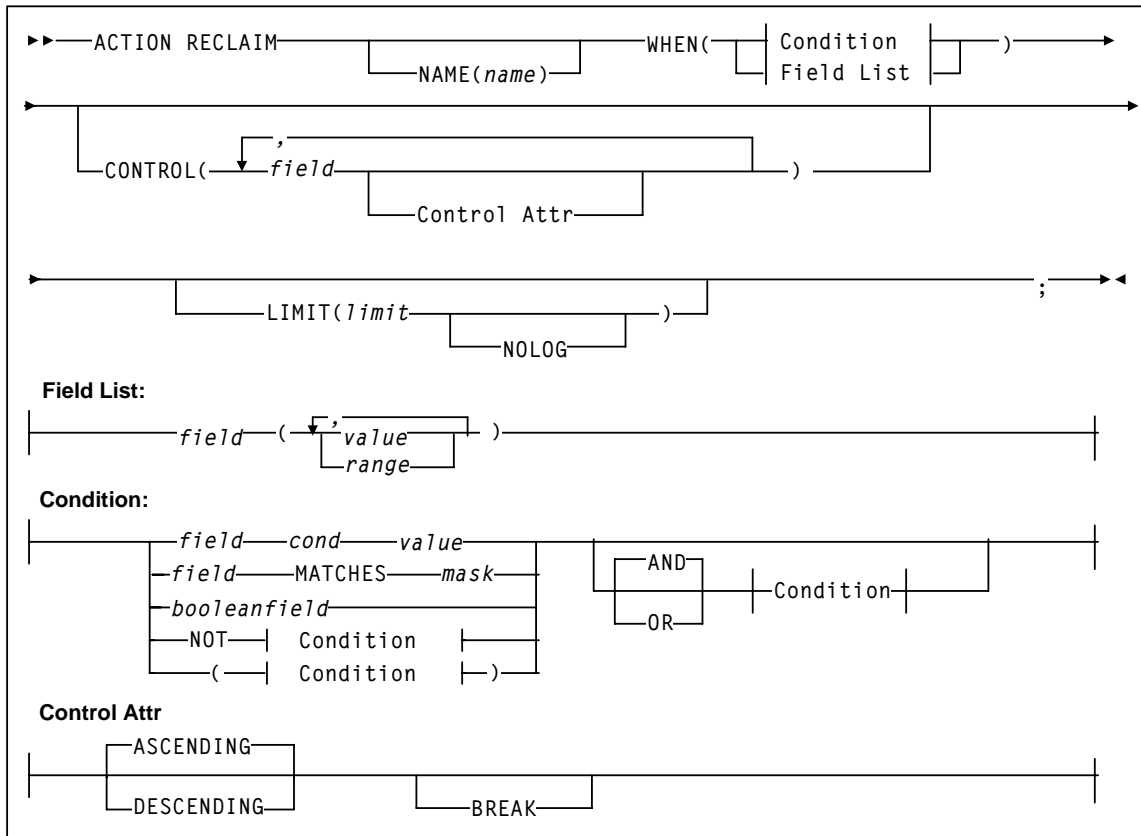 ACTION RECLAIM WHEN( Condition )
NAME(name) Field List
,
CONTROL( field )
Control Attr
;
LIMIT(limit )
NOLOG
Field List:
,
field ( value )
range
Condition:
field cond value
field MATCHES mask AND
booleanfield Condition
NOT Condition OR
( Condition )
Control Attr
ASCENDING
DESCENDING BREAK